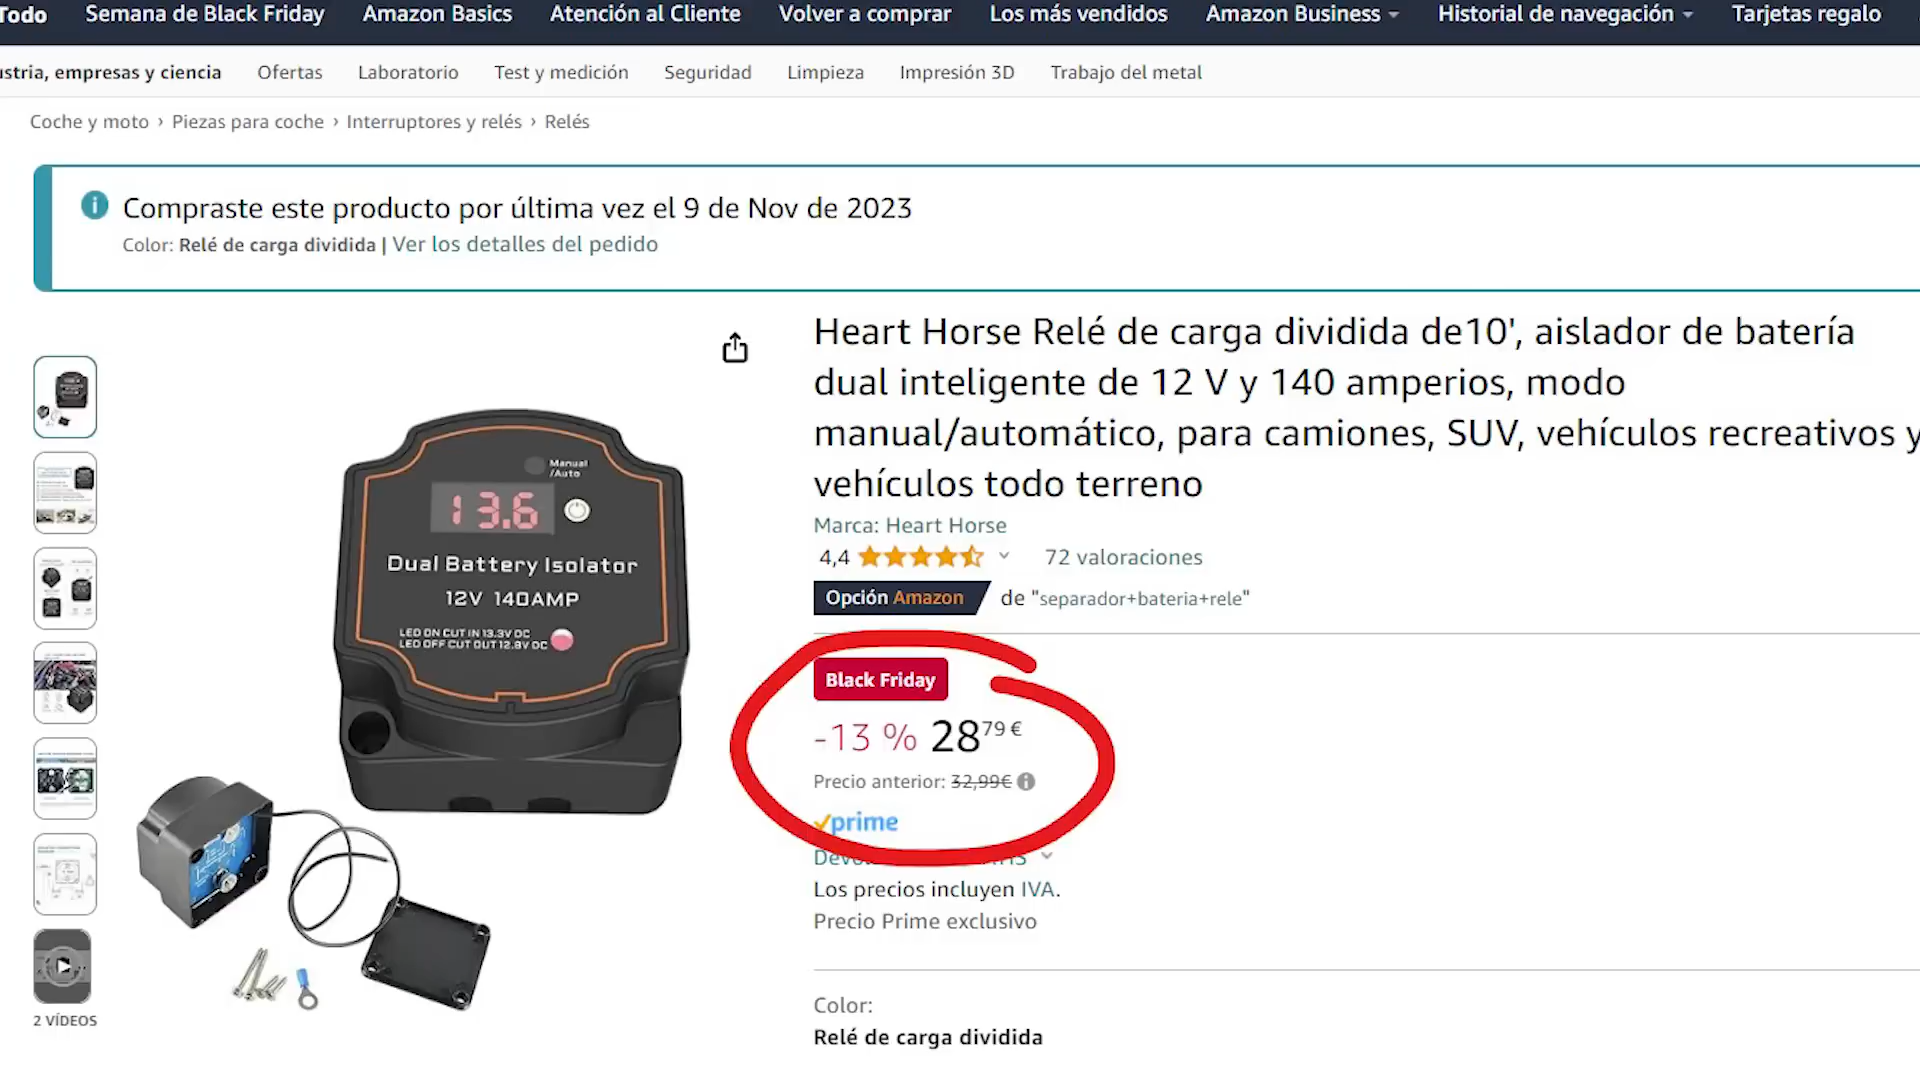 Todo Semana de Black Friday Amazon Basics Atención al Cliente Volver a comprar Los más vendidos Amazon Business Historial de navegación Tarjetas regalo
ustria, empresas y ciencia Ofertas Laboratorio Test y medición Seguridad Limpieza Impresión 3D Trabajo del metal
Coche y moto › Piezas para coche › Interruptores y relés › Relés
Compraste este producto por última vez el 9 de Nov de 2023
Color: Relé de carga dividida | Ver los detalles del pedido
Heart Horse Relé de carga dividida de10', aislador de batería
dual inteligente de 12 V y 140 amperios, modo
manual/automático, para camiones, SUV, vehículos recreativos y
vehículos todo terreno
Marca: Heart Horse
4,4 72 valoraciones
Opción Amazon de "separador+bateria+rele"
Black Friday
-13 % 28 79 €
Precio anterior: 32,99€
prime
Los precios incluyen IVA.
Precio Prime exclusivo
Color:
Relé de carga dividida
Manual
/Auto
13.6
Dual Battery Isolator
12V 140AMP
LED ON CUT IN 13.3V DC
LED OFF CUT OUT 12.8V DC
2 VÍDEOS